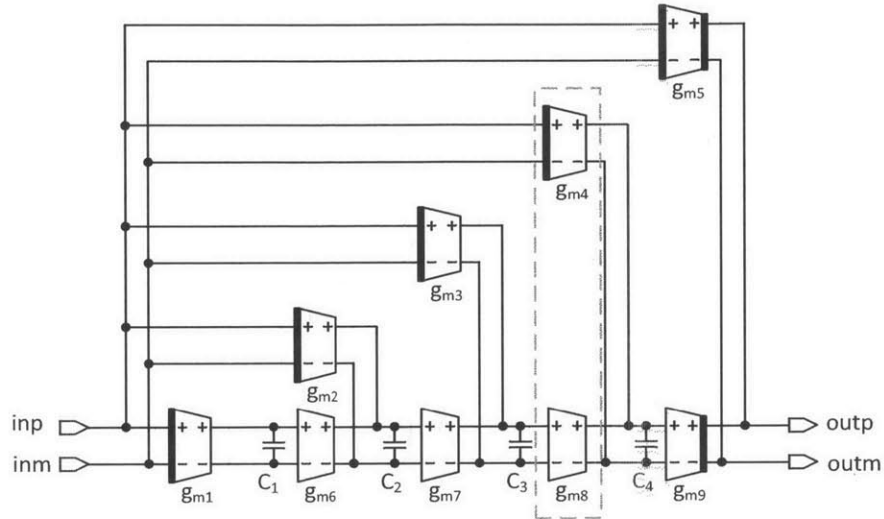 + +
- -
gm5
+ +
- -
gm4
+ +
- -
gm3
+ +
- -
gm2
inp + + + + + + + + + + outp
inm - - - - - - - - - - outm
gm1 C1 gm6 C2 gm7 C3 gm8 C4 gm9